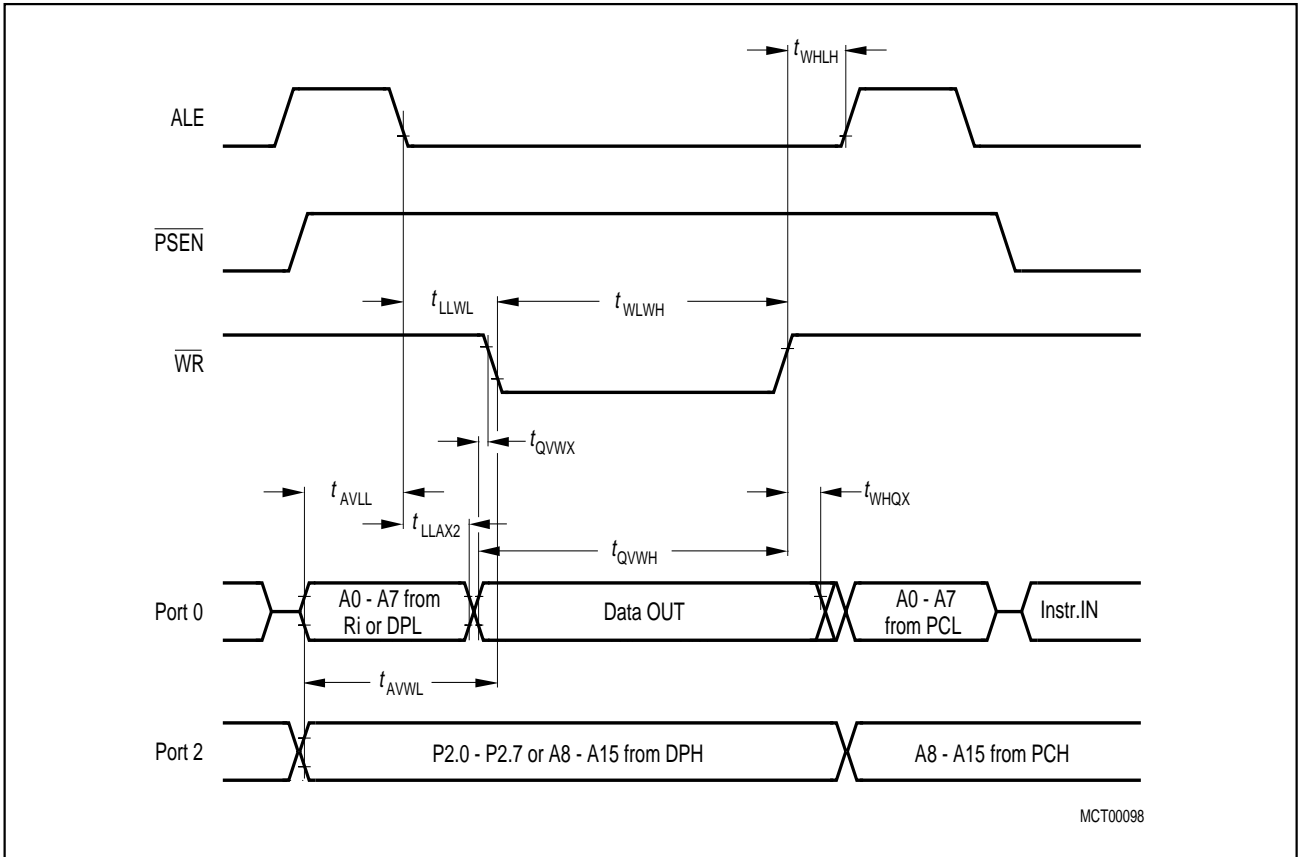 tWHLH
ALE
PSEN
tLLWL
tWLWH
WR
tQVWX
tAVLL
tWHQX
tLLAX2
tQVWH
Port 0
A0 - A7 from
Ri or DPL
Data OUT
A0 - A7
from PCL
Instr.IN
tAVWL
Port 2
P2.0 - P2.7 or A8 - A15 from DPH
A8 - A15 from PCH
MCT00098